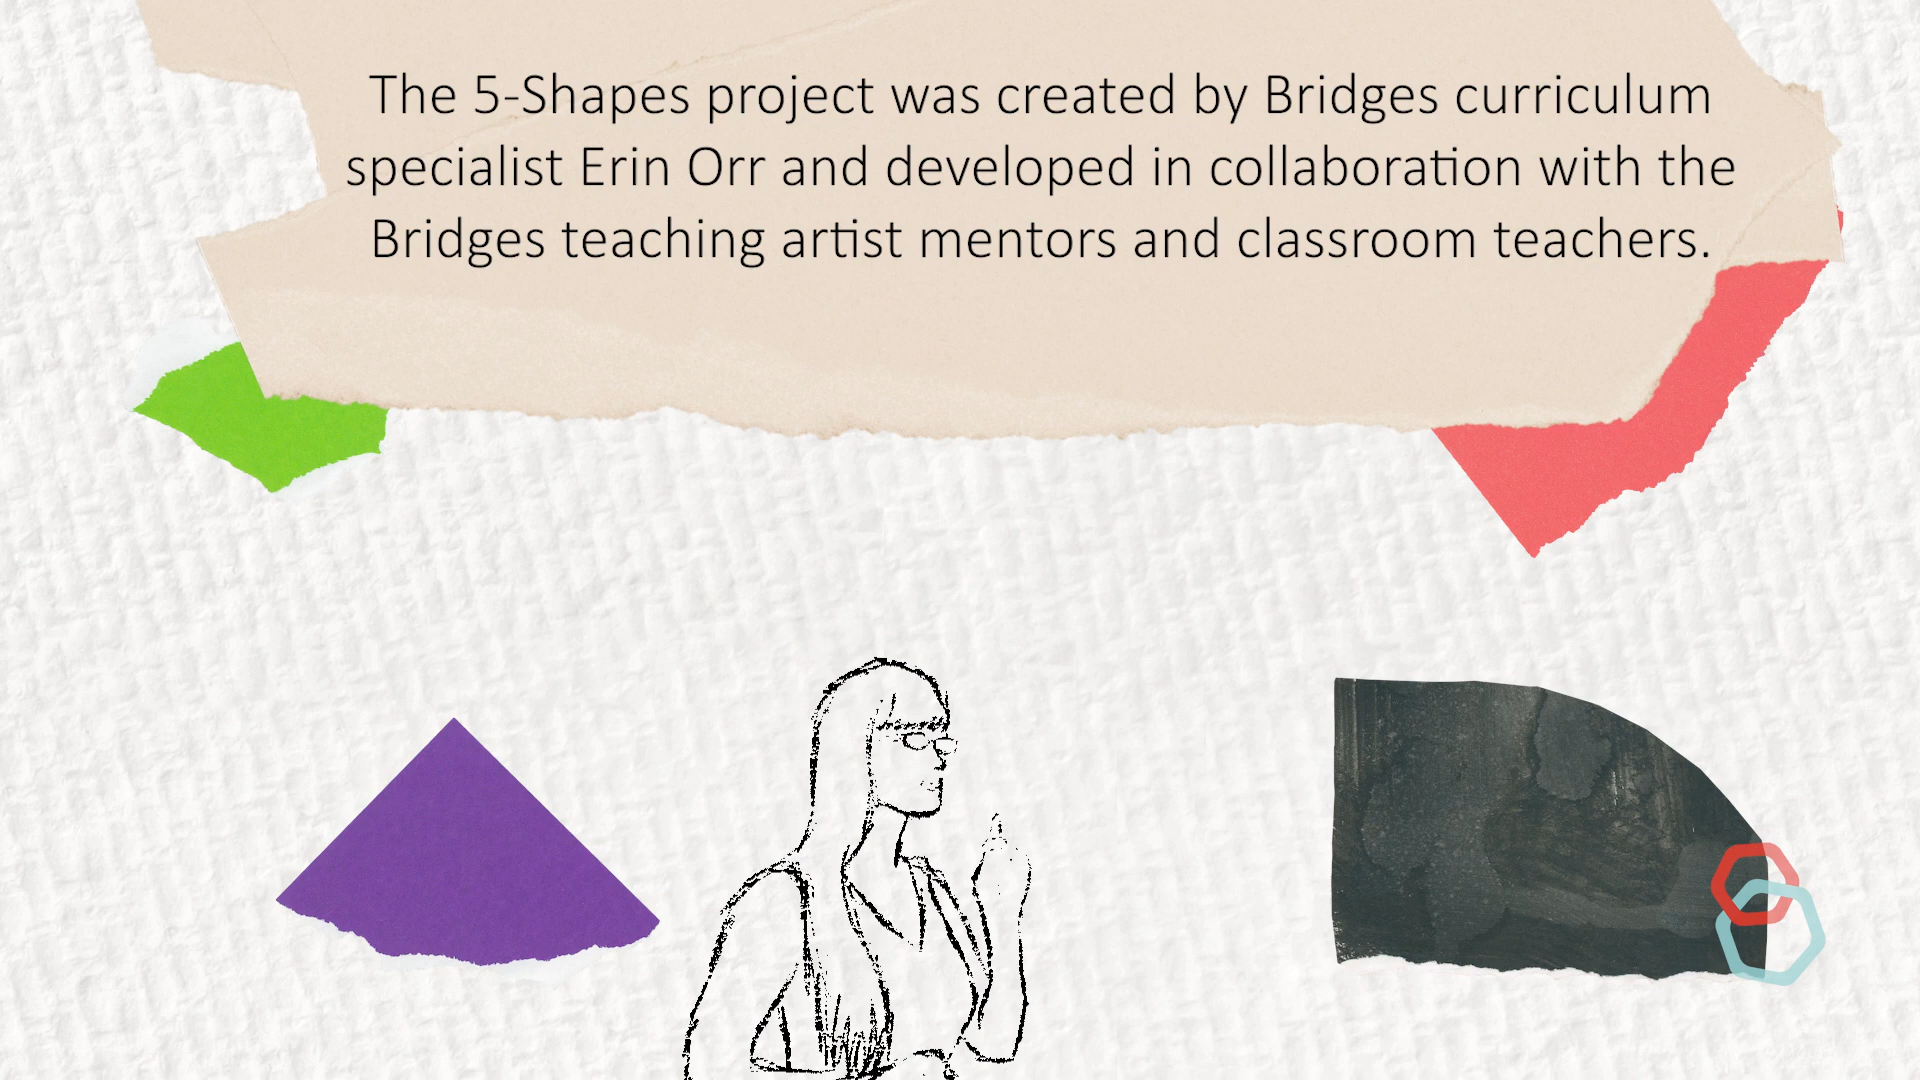 The 5-Shapes project was created by Bridges curriculum
specialist Erin Orr and developed in collaboration with the
Bridges teaching artist mentors and classroom teachers.